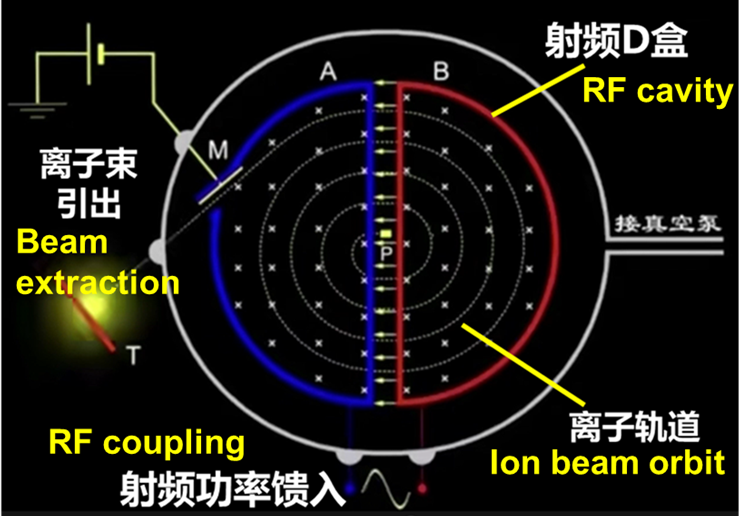 射频D盒
RF cavity
A
B
M
离子束
引出
Beam
extraction
接真空泵
P
T
离子轨道
Ion beam orbit
RF coupling
射频功率馈入